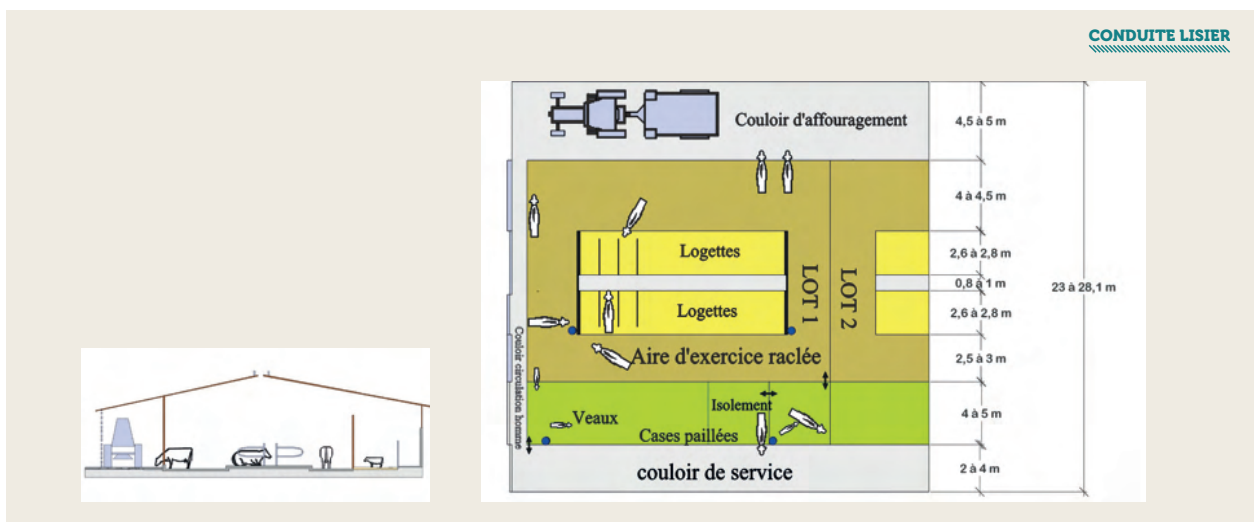 CONDUITE LISIER
Couloir d'affouragement
4,5 à 5 m
4 à 4,5 m
Logettes
2,6 à 2,8 m
0,8 à 1 m
23 à 28,1 m
Logettes
2,6 à 2,8 m
LOT 1
LOT 2
Aire d'exercice raclée
2,5 à 3 m
Couloir circulation homme
Isolement
Veaux
4 à 5 m
Cases paillées
couloir de service
2 à 4 m